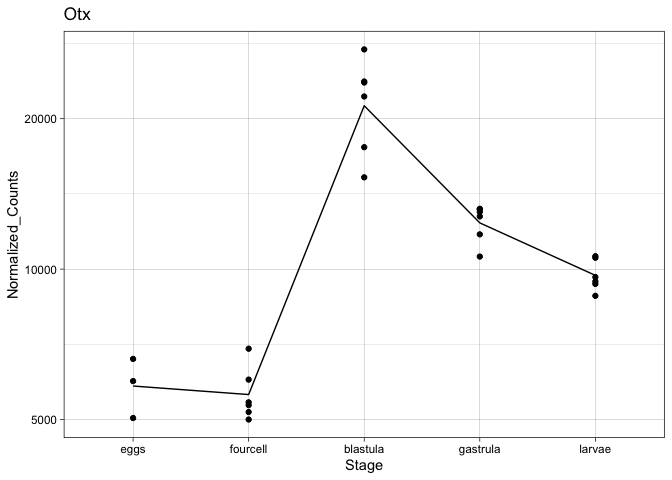 Otx
Normalized_Counts
20000
10000
5000
eggs fourcell blastula gastrula larvae
Stage